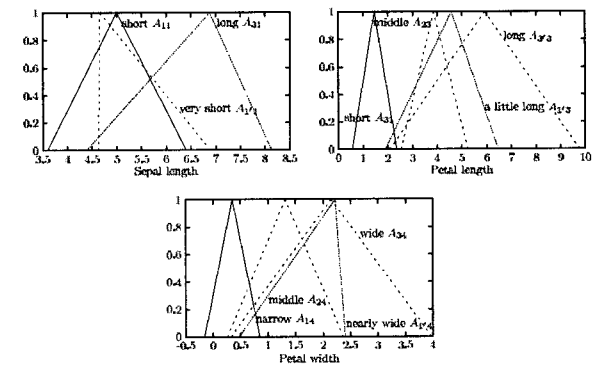 1
0.8
0.6
0.4
0.2
0
short A11
long A31
very short A1'1
3.5 4 4.5 5 5.5 6 6.5 7 7.5 8 8.5
Sepal length
1
0.8
0.6
0.4
0.2
0
middle A23
long A3'3
short A33
a little long A1'3
0 1 2 3 4 5 6 7 8 9 10
Petal length
1
0.8
0.6
0.4
0.2
0
wide A34
middle A24
narrow A14
nearly wide A1'4
-0.5 0 0.5 1 1.5 2 2.5 3 3.5 4
Petal width